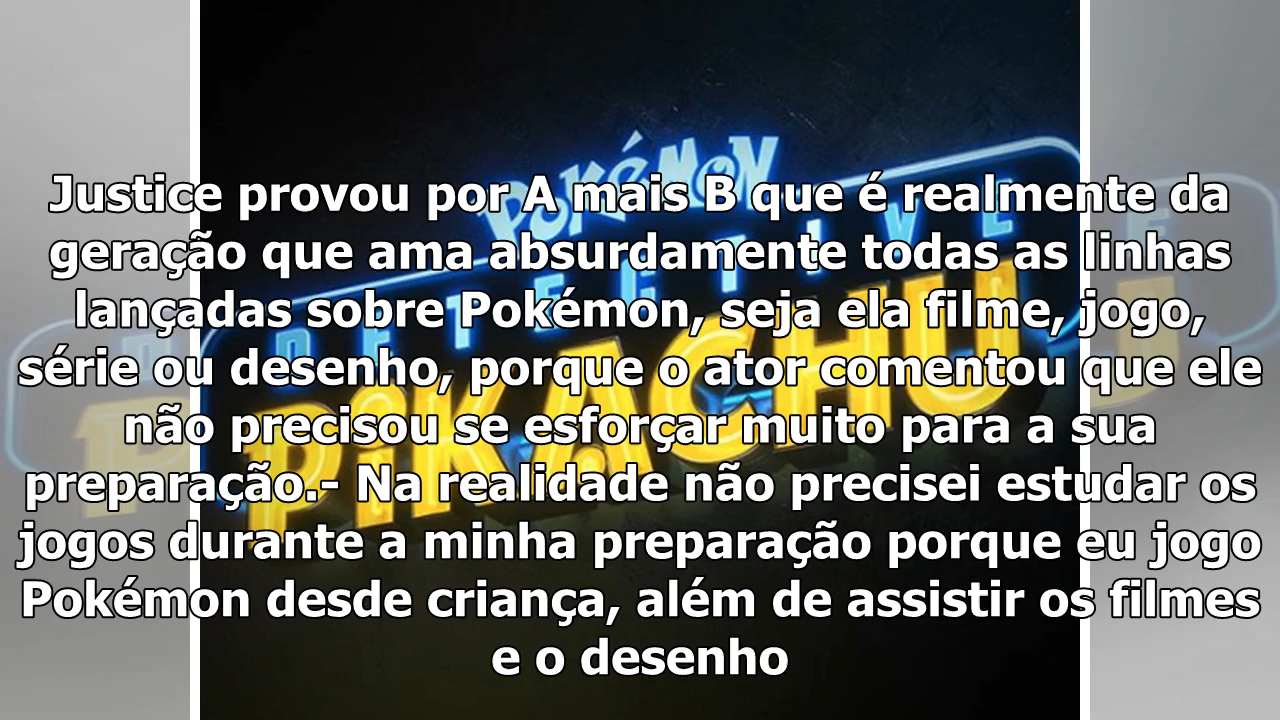 Justice provou por A mais B que é realmente da
geração que ama absurdamente todas as linhas
lançadas sobre Pokémon, seja ela filme, jogo,
série ou desenho, porque o ator comentou que ele
não precisou se esforçar muito para a sua
preparação.- Na realidade não precisei estudar os
jogos durante a minha preparação porque eu jogo
Pokémon desde criança, além de assistir os filmes
e o desenho
POKéMON
DETECTIVE
PiKACHU